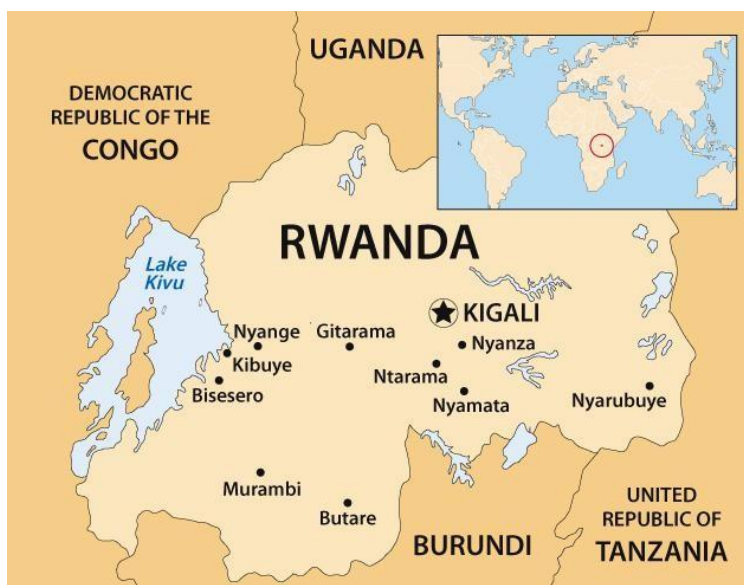 UGANDA
DEMOCRATIC
REPUBLIC OF THE
CONGO
RWANDA
Lake
Kivu
KIGALI
Nyange
Gitarama
Nyanza
Kibuye
Ntarama
Bisesero
Nyamata
Nyarubuye
Murambi
Butare
BURUNDI
UNITED
REPUBLIC OF
TANZANIA